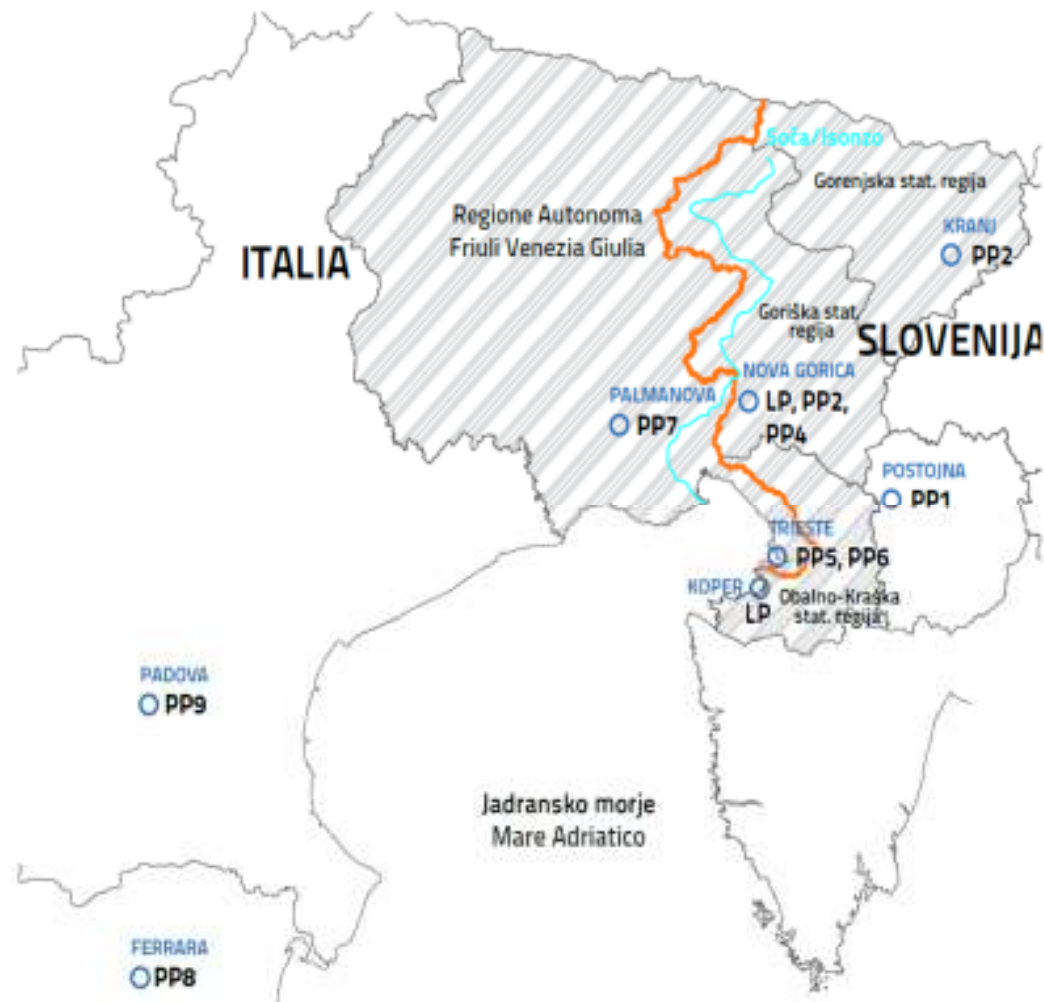 Soča/Isonzo
Gorenjska stat. regija
Regione Autonoma
Friuli Venezia Giulia
KRANJ
PP2
ITALIA
Goriška stat.
regija
SLOVENIJA
NOVA GORICA
LP, PP2,
PP4
PALMANOVA
PP7
POSTOJNA
PP1
TRIESTE
PP5, PP6
KOPER
LP
Obalno-Kraška
stat. regija
PADOVA
PP9
Jadransko morje
Mare Adriatico
FERRARA
PP8